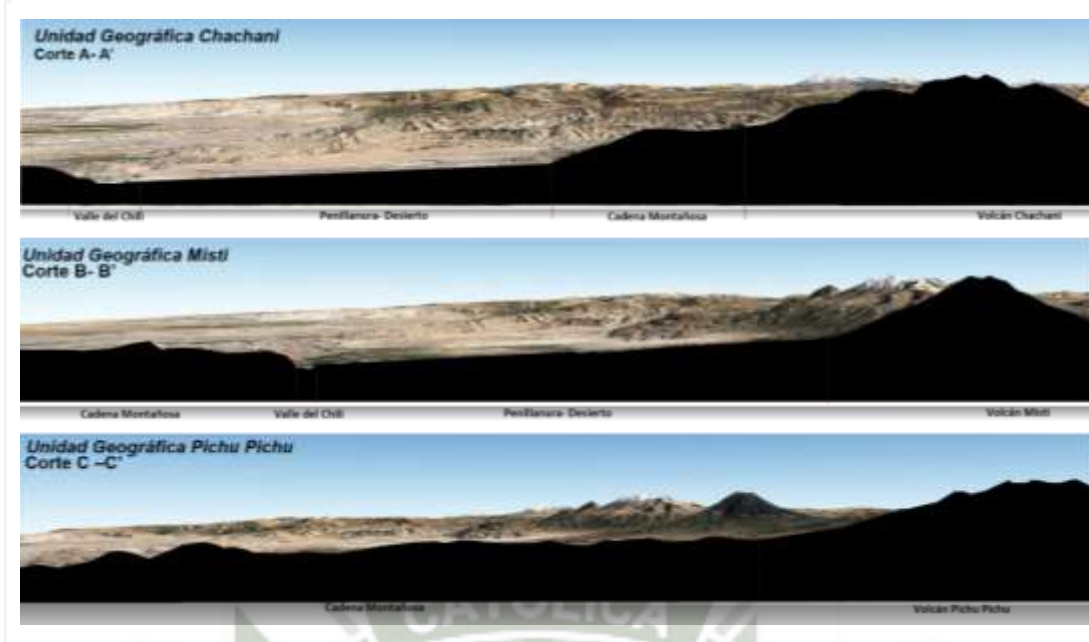 Unidad Geográfica Chachani
Corte A- A'
Valle del Chili
Penillanura- Desierto
Cadena Montañosa
Volcán Chachani
Unidad Geográfica Misti
Corte B- B'
Cadena Montañosa
Valle del Chili
Penillanura- Desierto
Volcán Misti
Unidad Geográfica Pichu Pichu
Corte C –C'
Cadena Montañosa
Volcán Pichu Pichu
CATOLICA